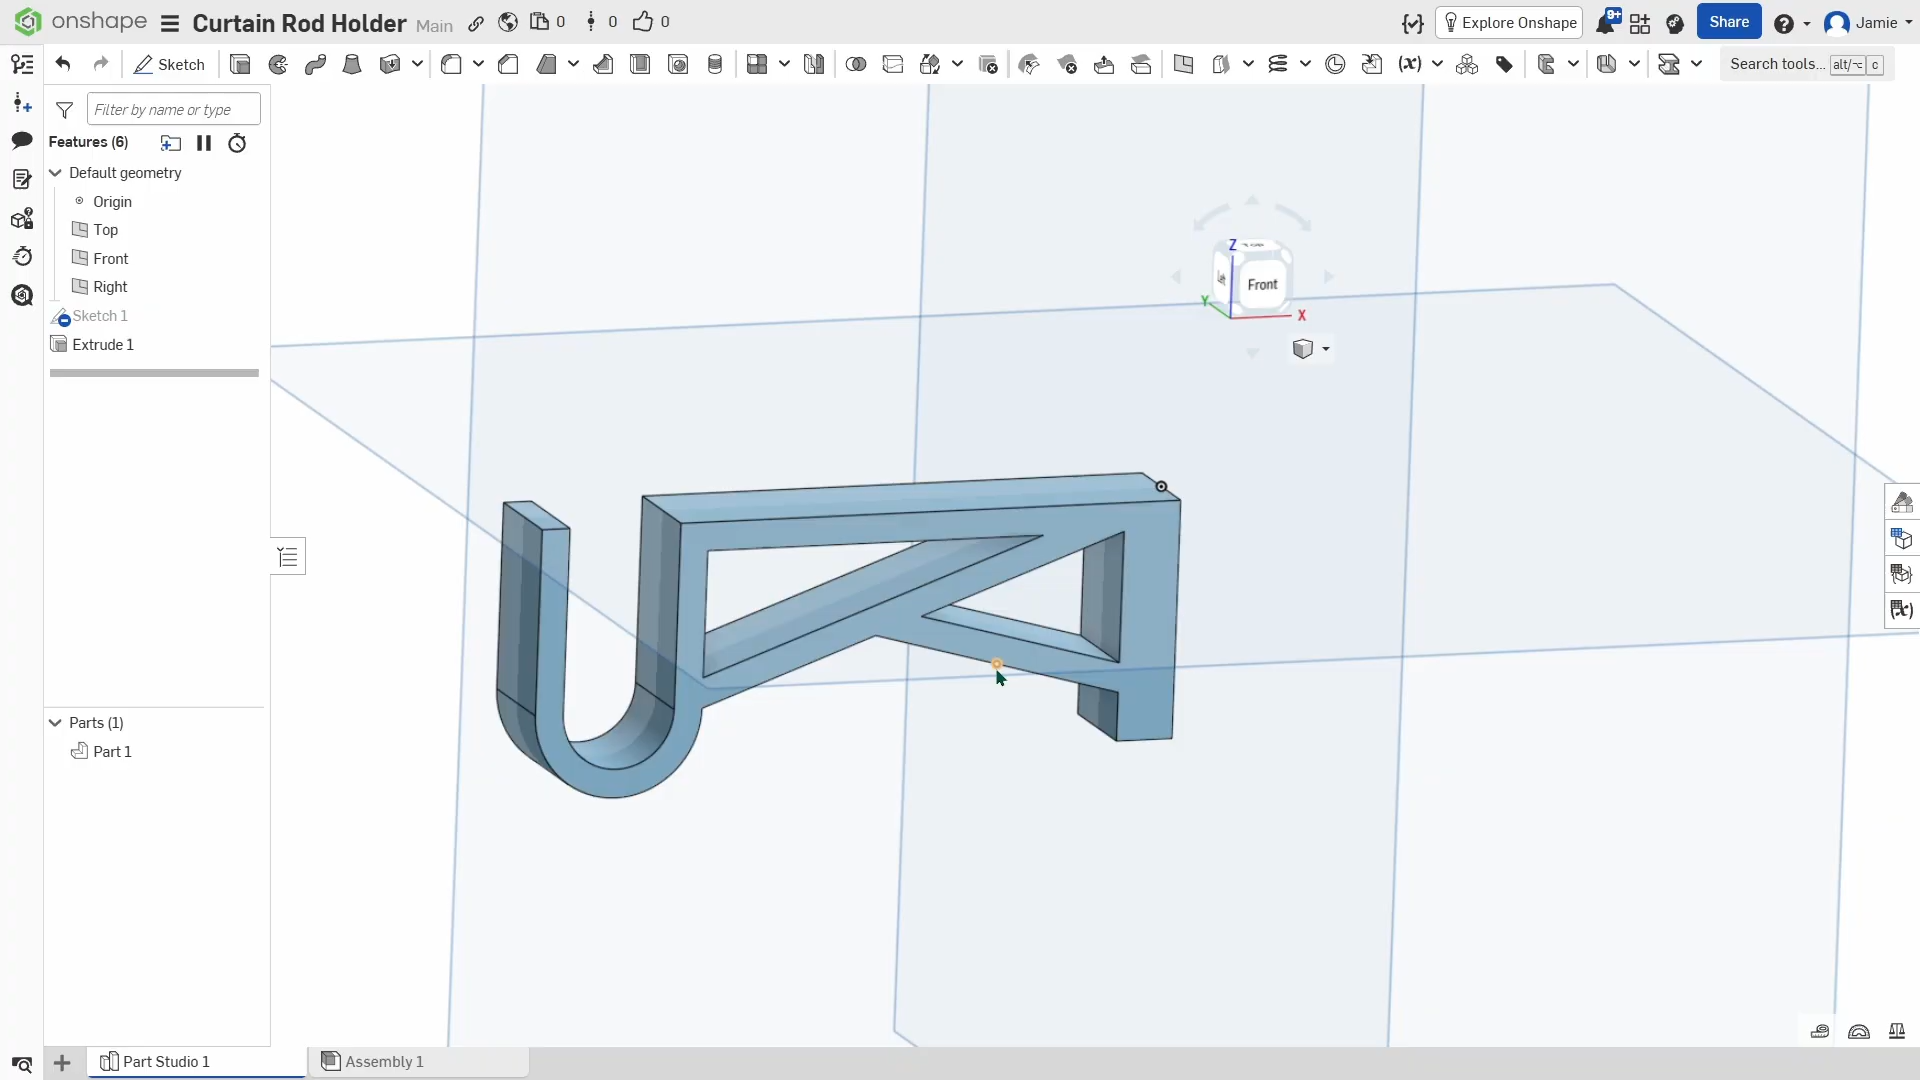 onshape Curtain Rod Holder Main 0 0 0 Explore Onshape 9+ Share Jamie
Sketch (x) Search tools... alt/⌥ c
Filter by name or type
Features (6)
Default geometry
Origin
Top
Front
Right
Sketch 1
Extrude 1
Z
Front
Y
X
(x)
Parts (1)
Part 1
Part Studio 1 Assembly 1